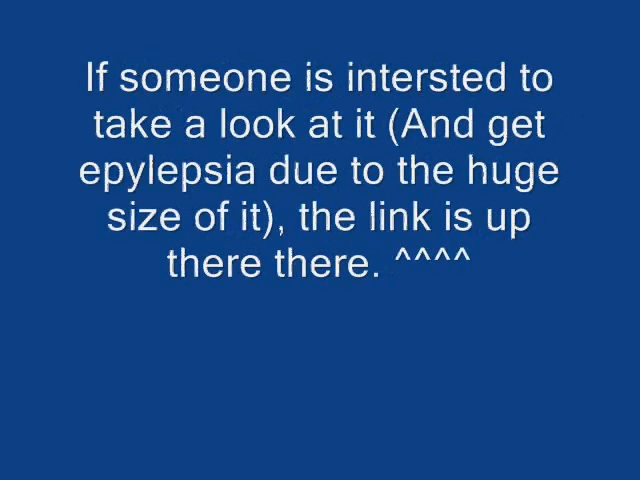 If someone is intersted to
take a look at it (And get
epylepsia due to the huge
size of it), the link is up
there there. ^^^^